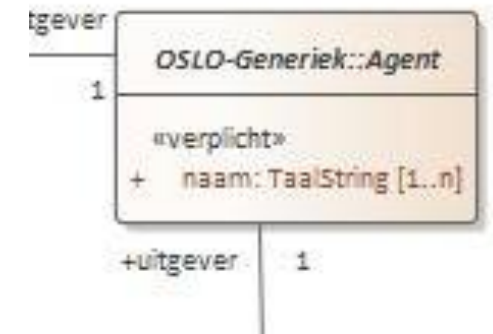 tgever
OSLO-Generiek::Agent
1
«verplicht»
+ naam: TaalString [1..n]
+uitgever 1